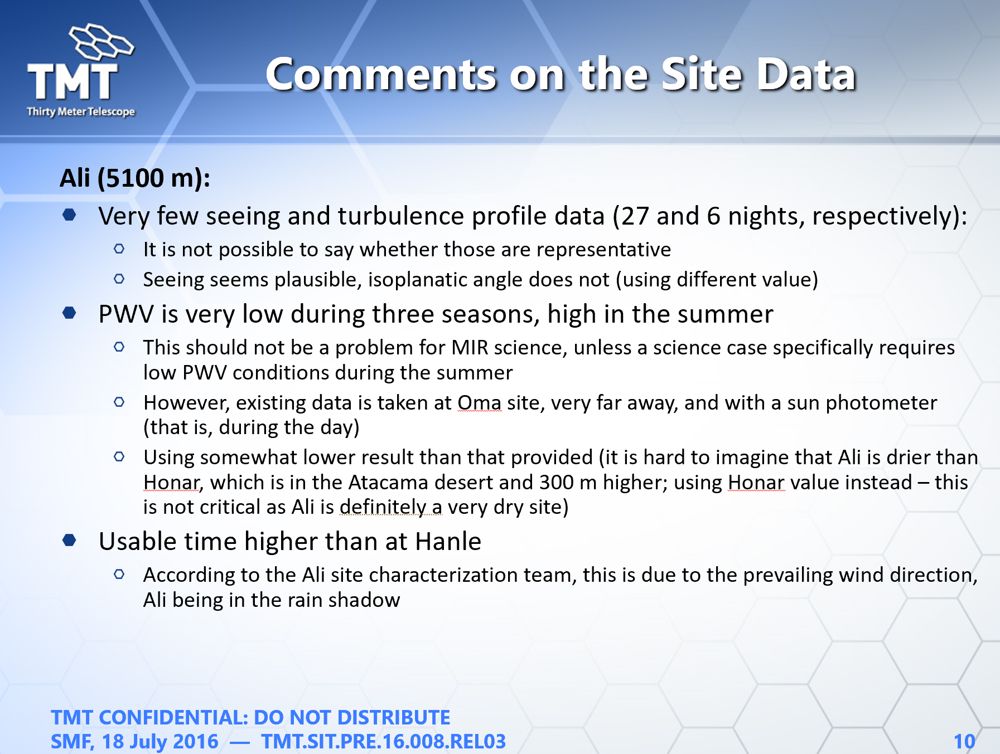 TMT
Thirty Meter Telescope
Comments on the Site Data
Ali (5100 m):
Very few seeing and turbulence profile data (27 and 6 nights, respectively):
It is not possible to say whether those are representative
Seeing seems plausible, isoplanatic angle does not (using different value)
PWV is very low during three seasons, high in the summer
This should not be a problem for MIR science, unless a science case specifically requires
low PWV conditions during the summer
However, existing data is taken at Oma site, very far away, and with a sun photometer
(that is, during the day)
Using somewhat lower result than that provided (it is hard to imagine that Ali is drier than
Honar, which is in the Atacama desert and 300 m higher; using Honar value instead – this
is not critical as Ali is definitely a very dry site)
Usable time higher than at Hanle
According to the Ali site characterization team, this is due to the prevailing wind direction,
Ali being in the rain shadow
TMT CONFIDENTIAL: DO NOT DISTRIBUTE
SMF, 18 July 2016 — TMT.SIT.PRE.16.008.REL03
10